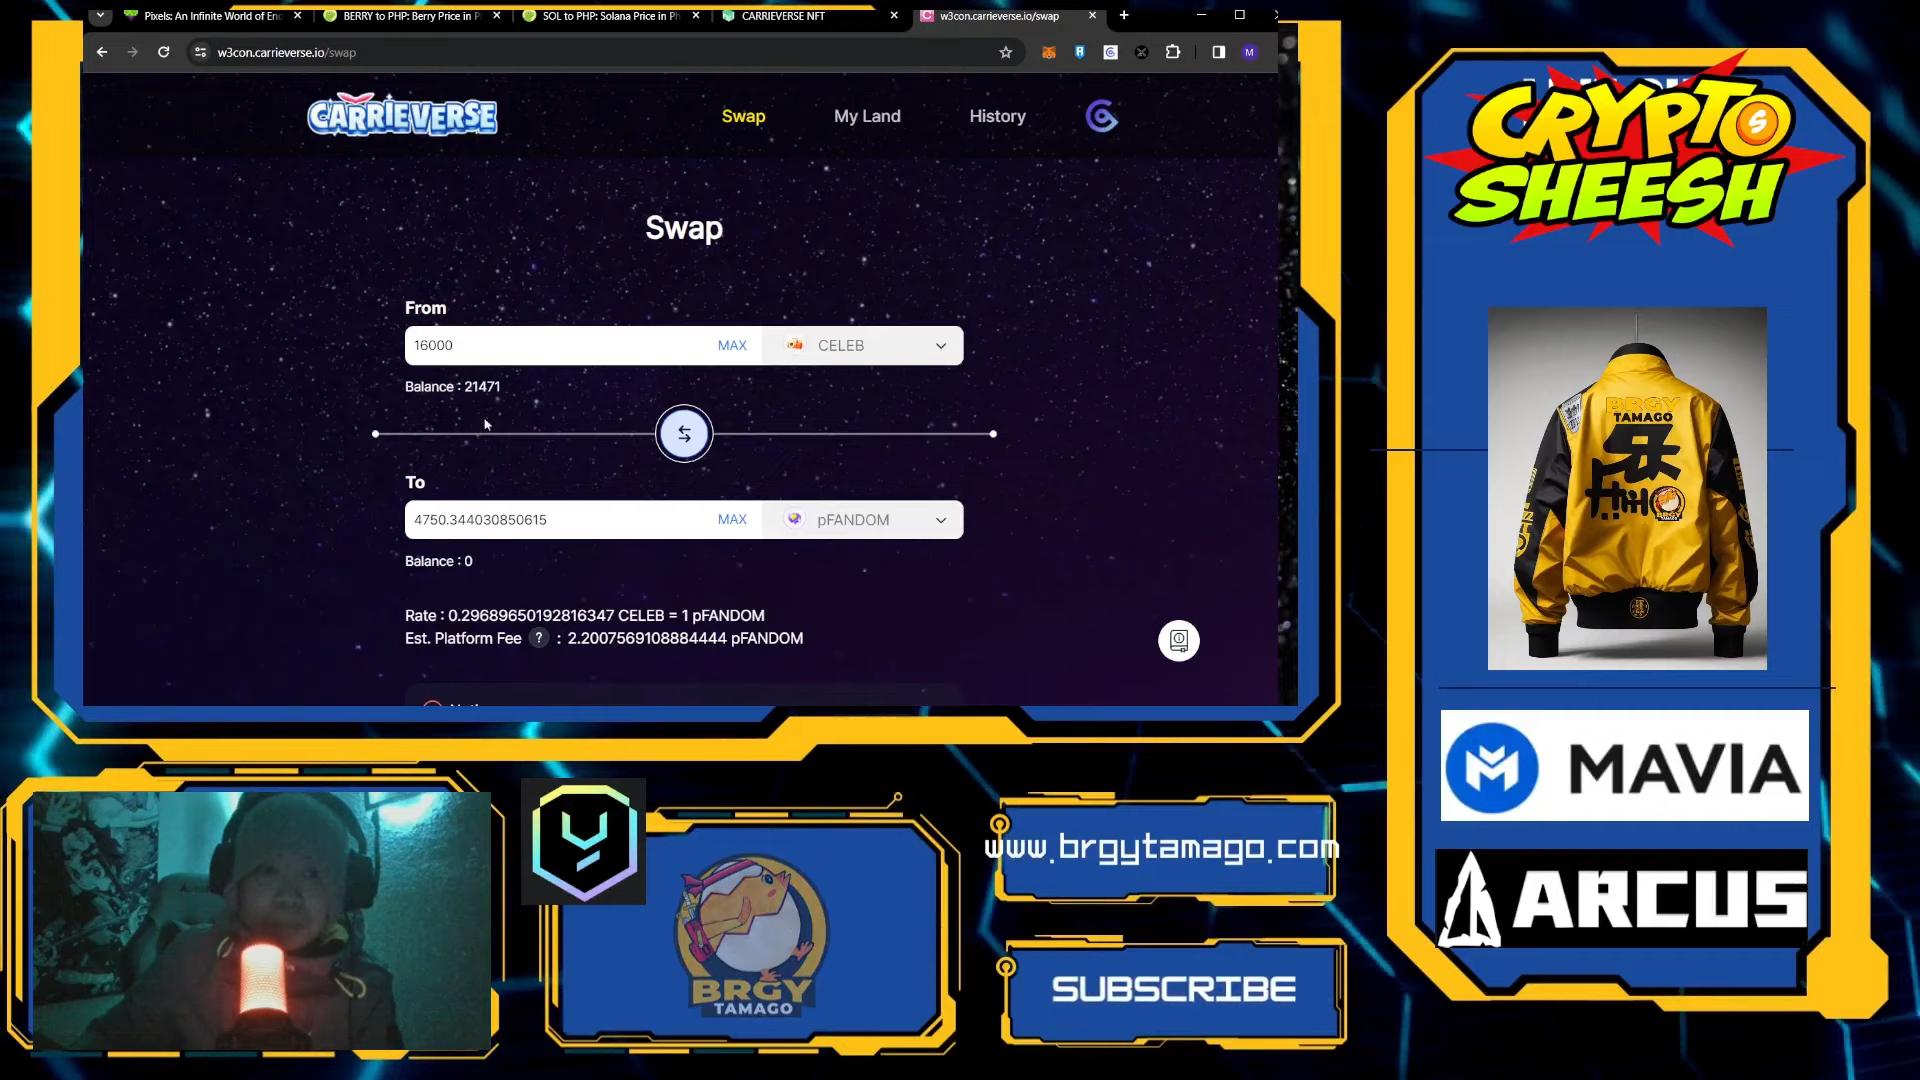 Pixels: An Infinite World of End
BERRY to PHP: Berry Price in P
SOL to PHP: Solana Price in Ph
CARRIEVERSE NFT
w3con.carrieverse.io/swap
w3con.carrieverse.io/swap
M
CARRIEVERSE
Swap
My Land
History
Swap
From
16000
MAX
CELEB
Balance : 21471
To
4750.344030850615
MAX
pFANDOM
Balance : 0
Rate : 0.29689650192816347 CELEB = 1 pFANDOM
Est. Platform Fee ? : 2.2007569108884444 pFANDOM
CRYPTO
SHEESH
BRGY
TAMAGO
MAVIA
ARCUS
BRGY
TAMAGO
www.brgytamago.com
SUBSCRIBE